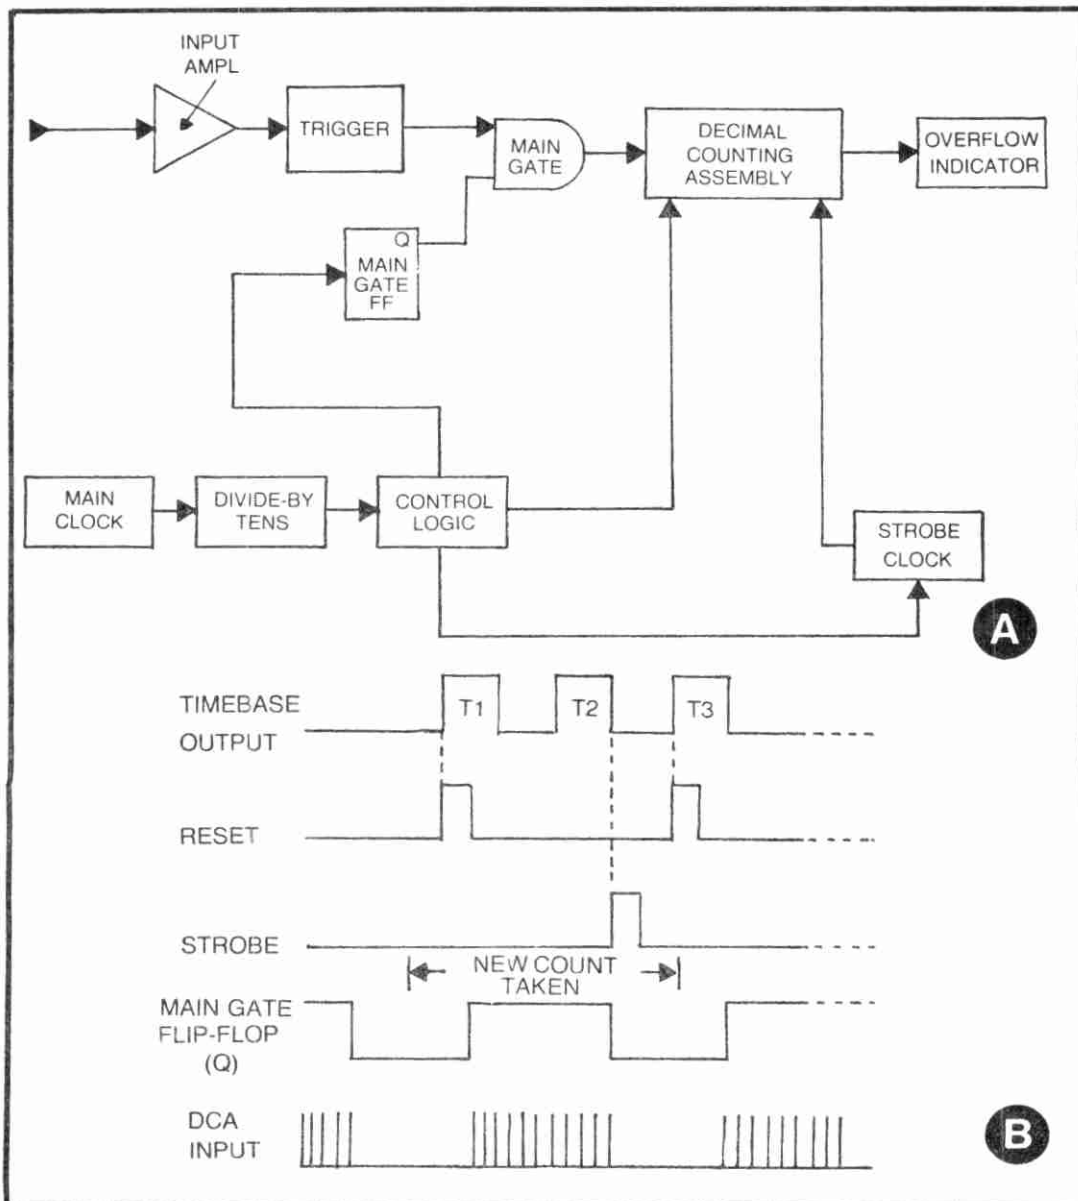 INPUT
AMPL
TRIGGER
MAIN
GATE
DECIMAL
COUNTING
ASSEMBLY
OVERFLOW
INDICATOR
Q
MAIN
GATE
FF
MAIN
CLOCK
DIVIDE-BY
TENS
CONTROL
LOGIC
STROBE
CLOCK
A
TIMEBASE
OUTPUT
T1
T2
T3
RESET
STROBE
NEW COUNT
TAKEN
MAIN GATE
FLIP-FLOP
(Q)
DCA
INPUT
B